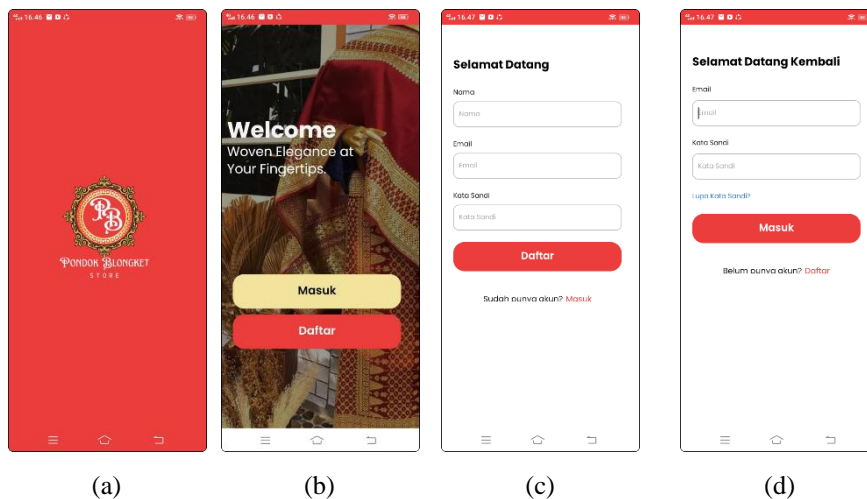 16.46
PB
PONDOK BLONGKET
STORE
(a)
16.46
Welcome
Woven Elegance at
Your Fingertips.
Masuk
Daftar
(b)
16.47
Selamat Datang
Nama
Nama
Email
Email
Kata Sandi
Kata Sandi
Daftar
Sudah punya akun? Masuk
(c)
16.47
Selamat Datang Kembali
Email
Email
Kata Sandi
Kata Sandi
Lupa Kata Sandi?
Masuk
Belum punya akun? Daftar
(d)